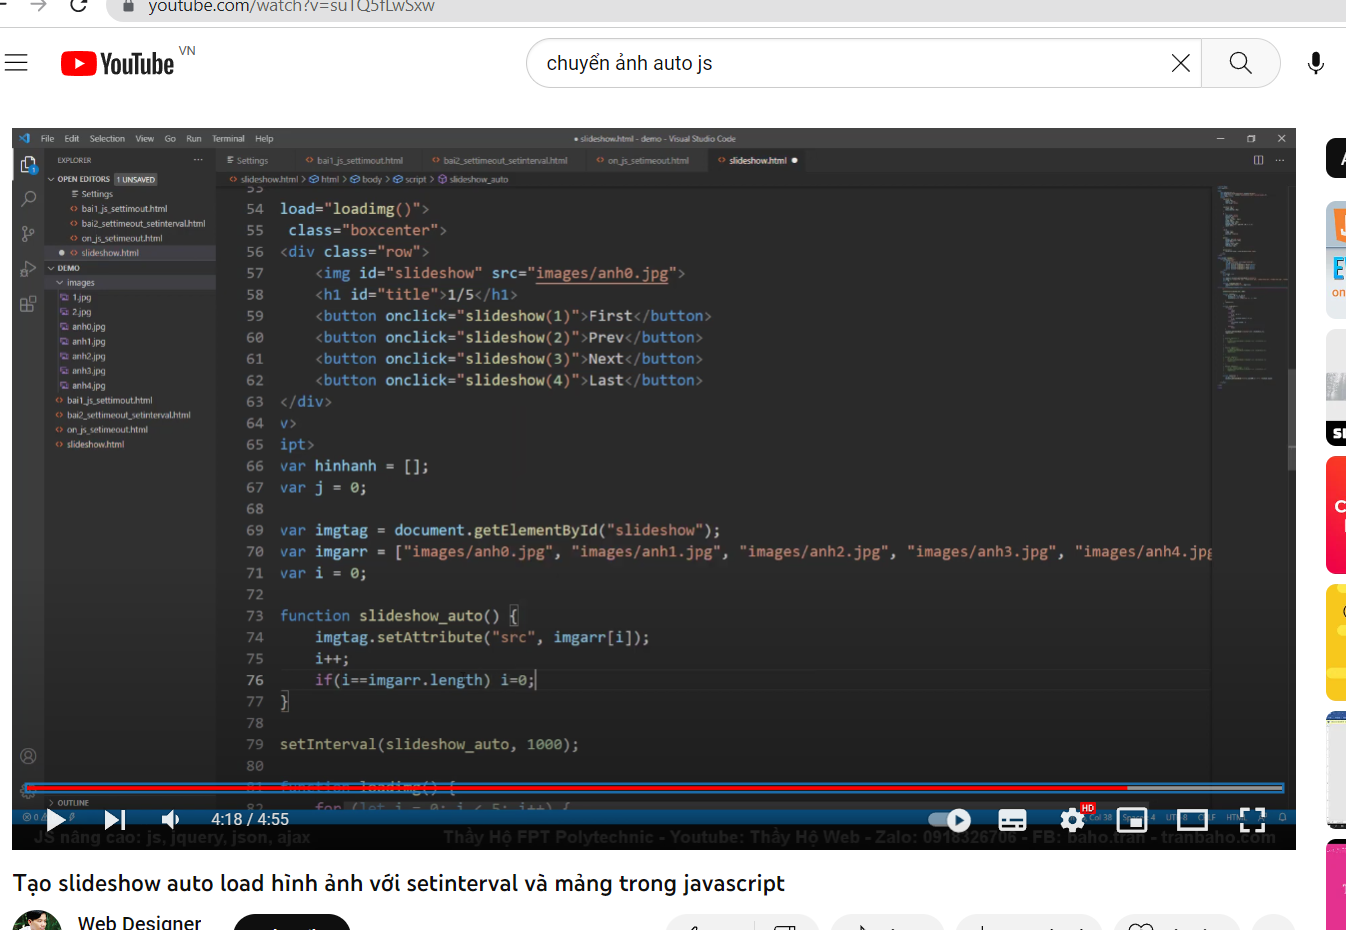 youtube.com/watch?v=su1Q5fLwSxw
YouTube VN
chuyển ảnh auto js
File Edit Selection View Go Run Terminal Help
● slideshow.html - demo - Visual Studio Code
EXPLORER
OPEN EDITORS 1 UNSAVED
Settings
bai1_js_settimout.html
bai2_settimeout_setinterval.html
on_js_setimeout.html
slideshow.html
DEMO
images
1.jpg
2.jpg
anh0.jpg
anh1.jpg
anh2.jpg
anh3.jpg
anh4.jpg
bai1_js_settimout.html
bai2_settimeout_setinterval.html
on_js_setimeout.html
slideshow.html
OUTLINE
Settings bai1_js_settimout.html bai2_settimeout_setinterval.html on_js_setimeout.html slideshow.html
slideshow.html > html > body > script > slideshow_auto
53
54 load="loadimg()">
55 class="boxcenter">
56 <div class="row">
57 <img id="slideshow" src="images/anh0.jpg">
58 <h1 id="title">1/5</h1>
59 <button onclick="slideshow(1)">First</button>
60 <button onclick="slideshow(2)">Prev</button>
61 <button onclick="slideshow(3)">Next</button>
62 <button onclick="slideshow(4)">Last</button>
63 </div>
64 v>
65 ipt>
66 var hinhanh = [];
67 var j = 0;
68
69 var imgtag = document.getElementById("slideshow");
70 var imgarr = ["images/anh0.jpg", "images/anh1.jpg", "images/anh2.jpg", "images/anh3.jpg", "images/anh4.jpg
71 var i = 0;
72
73 function slideshow_auto() {
74 imgtag.setAttribute("src", imgarr[i]);
75 i++;
76 if(i==imgarr.length) i=0;
77 }
78
79 setInterval(slideshow_auto, 1000);
80
81 function loadimg() {
82 for (let i = 0; i < 5; i++) {
4:18 / 4:55
HD
JS nâng cao: js, jquery, json, ajax
Thầy Hộ FPT Polytechnic - Youtube: Thầy Hộ Web - Zalo: 0918326706 - FB: baho.tran - tranbaho.com
Tạo slideshow auto load hình ảnh với setinterval và mảng trong javascript
Web Designer